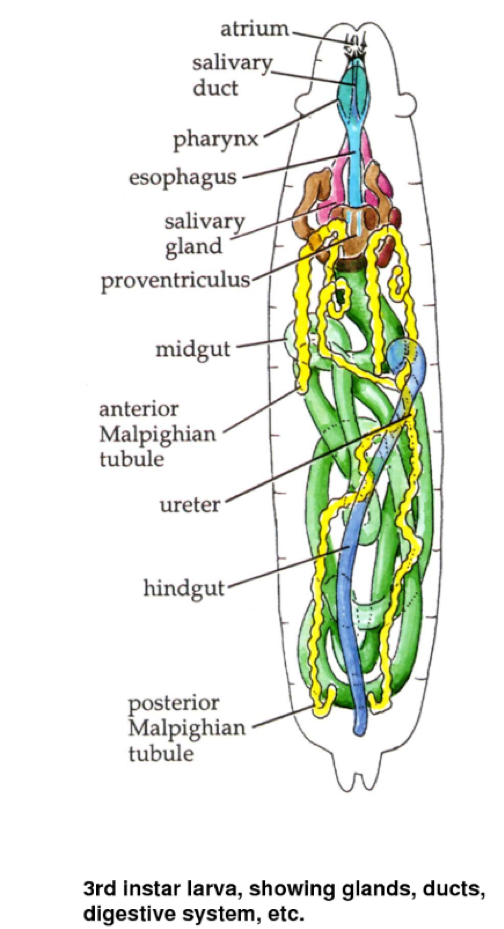 atrium
salivary
duct
pharynx
esophagus
salivary
gland
proventriculus
midgut
anterior
Malpighian
tubule
ureter
hindgut
posterior
Malpighian
tubule
3rd instar larva, showing glands, ducts,
digestive system, etc.